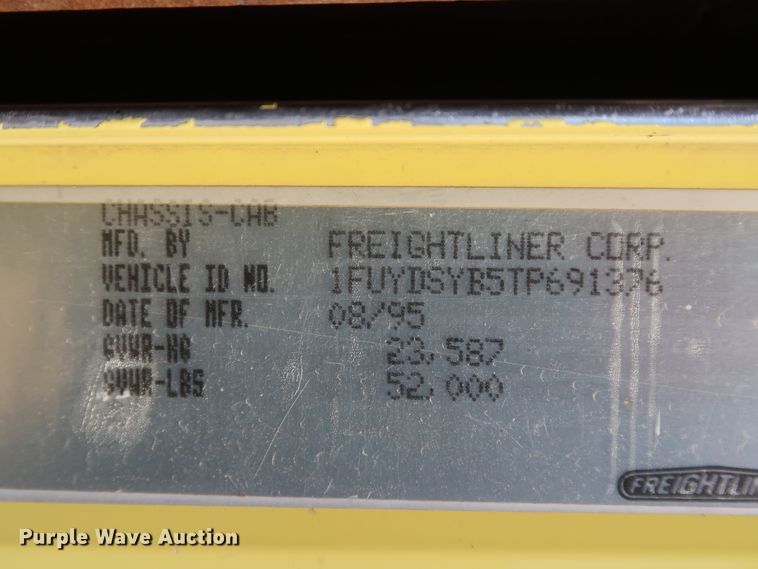 CHASSIS-CAB
MFD. BY FREIGHTLINER CORP.
VEHICLE ID NO. 1FUYDSYB5TP691376
DATE OF MFR. 08/95
GVWR-KG 23,587
GVWR-LBS 52,000
FREIGHTLIN
Purple Wave Auction